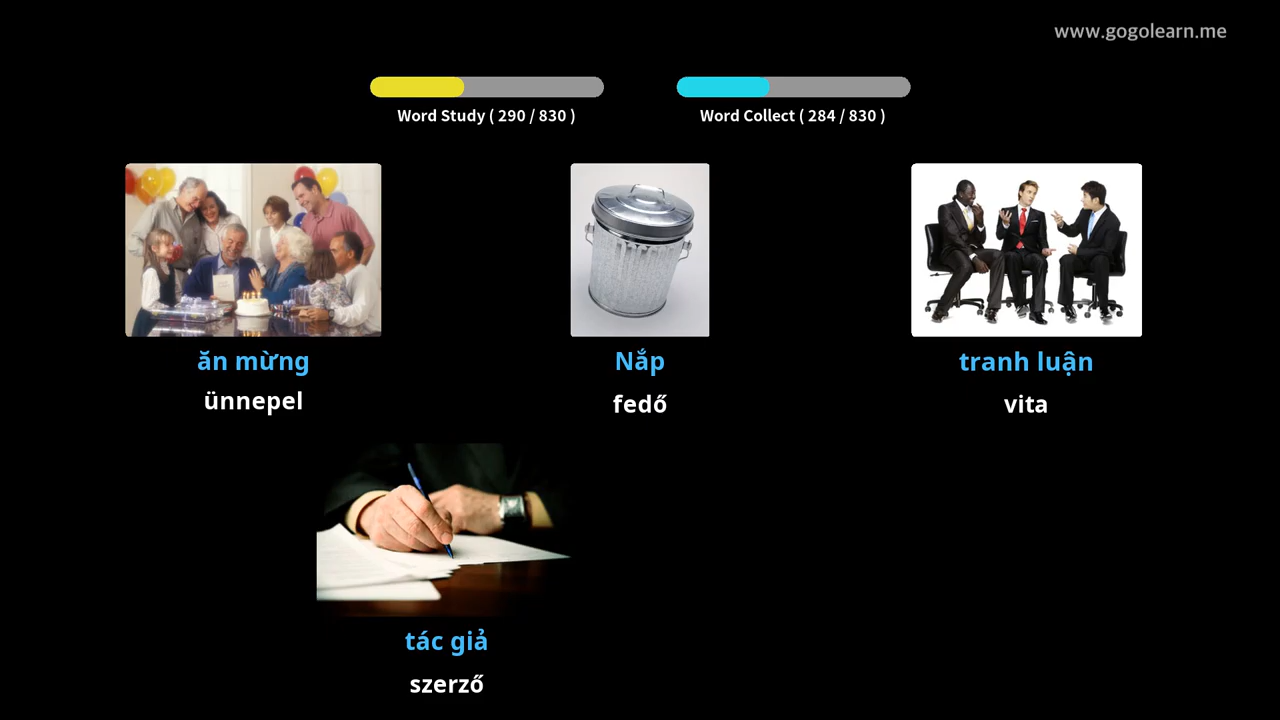 www.gogolearn.me
Word Study ( 290 / 830 )
Word Collect ( 284 / 830 )
ăn mừng
ünnepel
Nắp
fedő
tranh luận
vita
tác giả
szerző